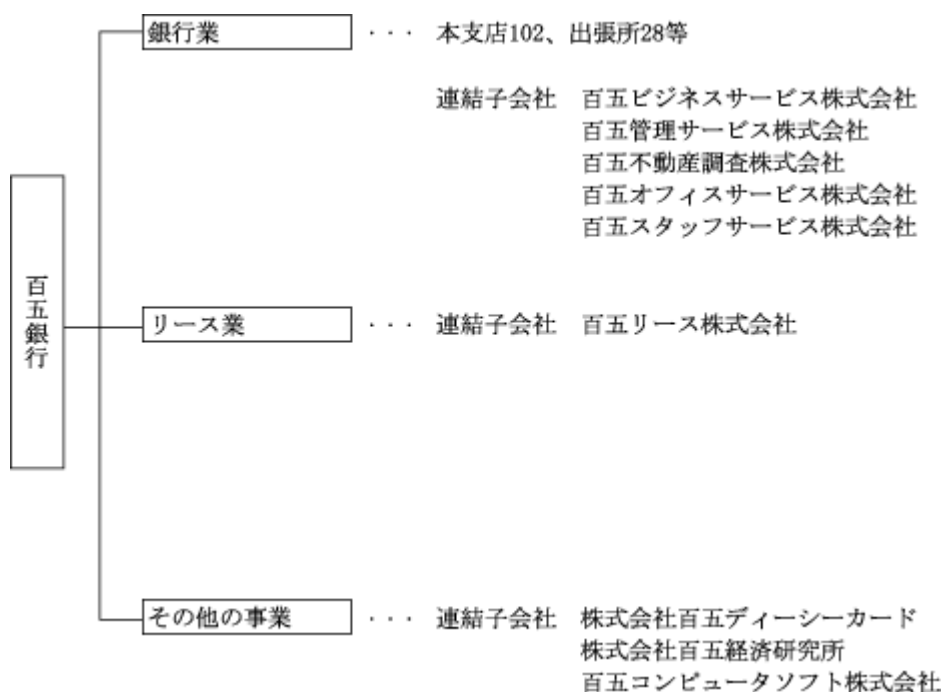 銀行業 ・・・ 本支店102、出張所28等
連結子会社 百五ビジネスサービス株式会社
百五管理サービス株式会社
百五不動産調査株式会社
百五オフィスサービス株式会社
百五スタッフサービス株式会社
百五銀行
リース業 ・・・ 連結子会社 百五リース株式会社
その他の事業 ・・・ 連結子会社 株式会社百五ディーシーカード
株式会社百五経済研究所
百五コンピュータソフト株式会社